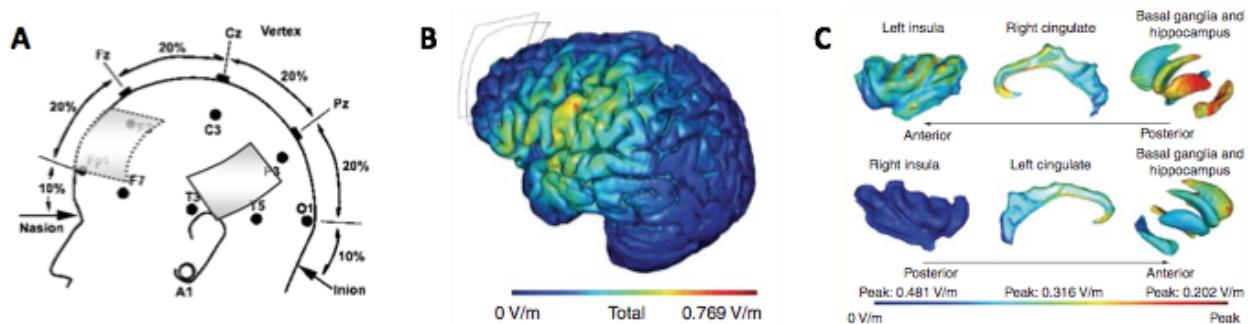 A
Cz
Vertex
20%
20%
Fz
20%
Pz
C3
20%
Fp1
F7
10%
T3
T5
O1
Nasion
10%
A1
Inion
B
0 V/m Total 0.769 V/m
C
Left insula
Right cingulate
Basal ganglia and
hippocampus
Anterior
Posterior
Right insula
Left cingulate
Basal ganglia and
hippocampus
Posterior
Anterior
Peak: 0.481 V/m
Peak: 0.316 V/m
Peak: 0.202 V/m
0 V/m
Peak